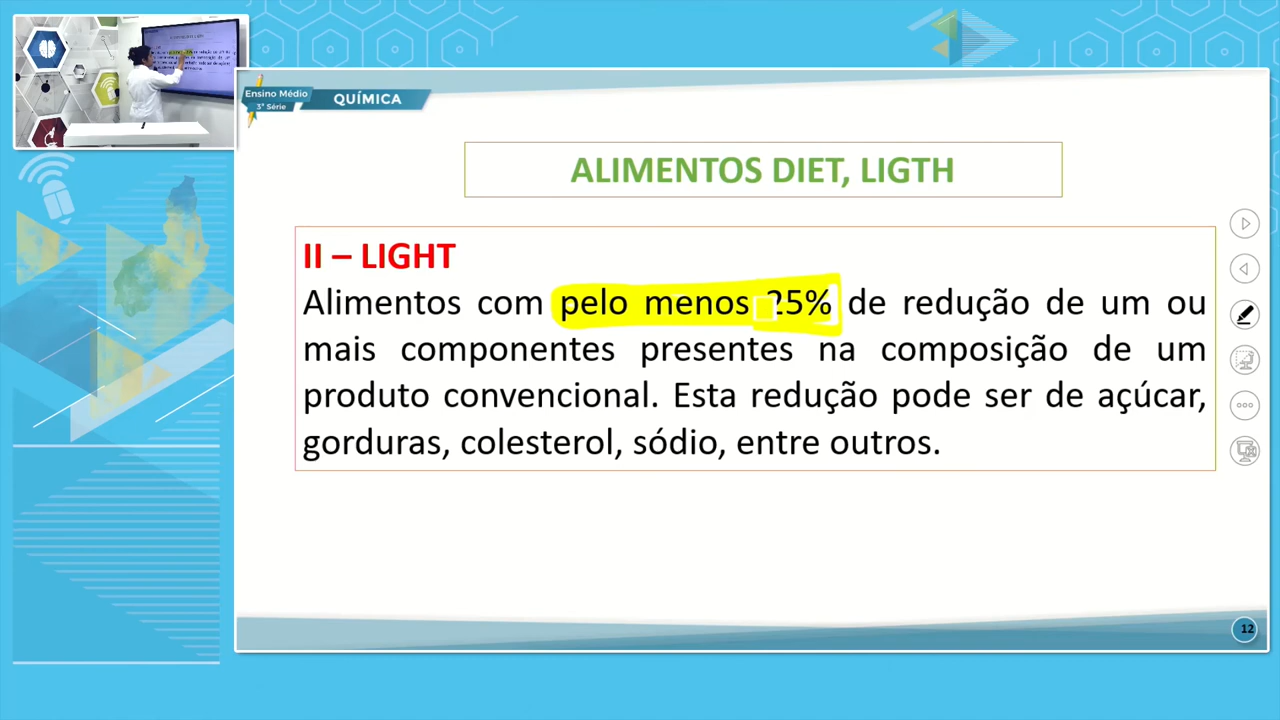 Ensino Médio
3ª Série
QUÍMICA
ALIMENTOS DIET, LIGTH
II – LIGHT
Alimentos com pelo menos 25% de redução de um ou
mais componentes presentes na composição de um
produto convencional. Esta redução pode ser de açúcar,
gorduras, colesterol, sódio, entre outros.
12